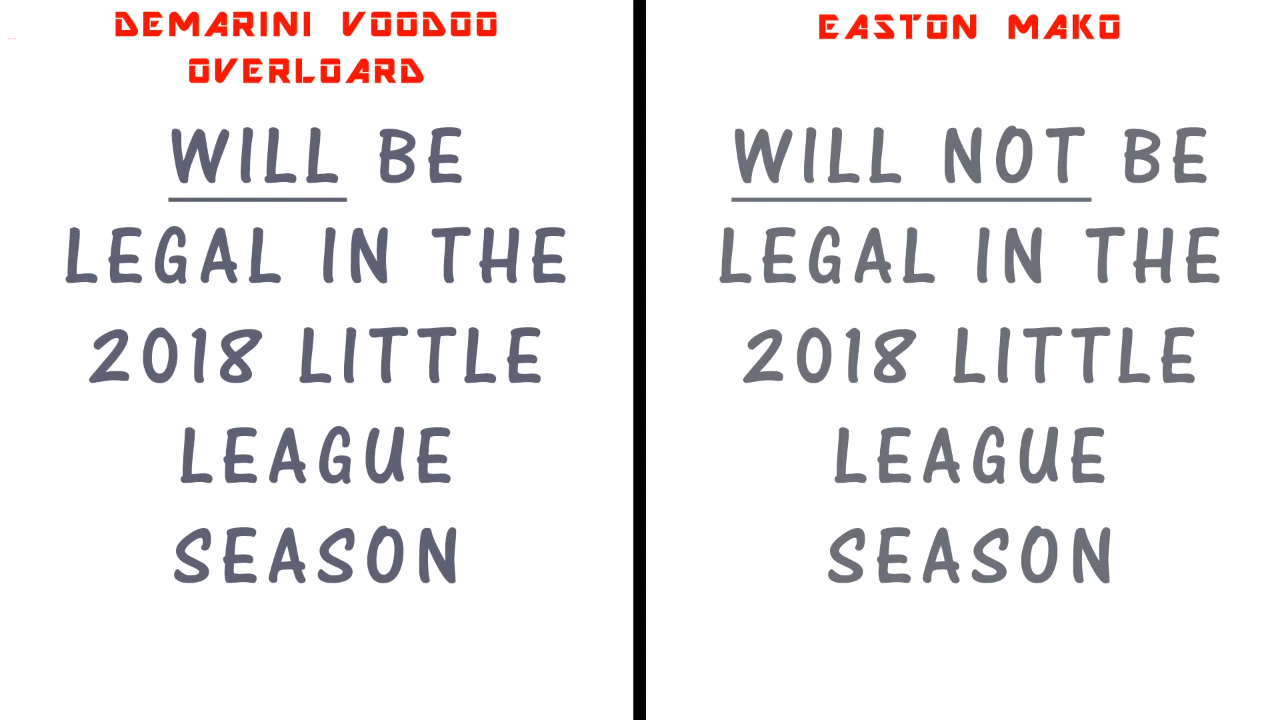 DEMARINI VOODOO
OVERLOARD
WILL BE
LEGAL IN THE
2018 LITTLE
LEAGUE
SEASON
EASTON MAKO
WILL NOT BE
LEGAL IN THE
2018 LITTLE
LEAGUE
SEASON